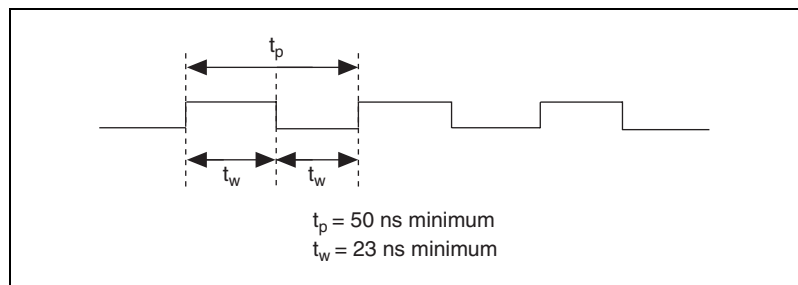 tp
tw tw
tp = 50 ns minimum
tw = 23 ns minimum